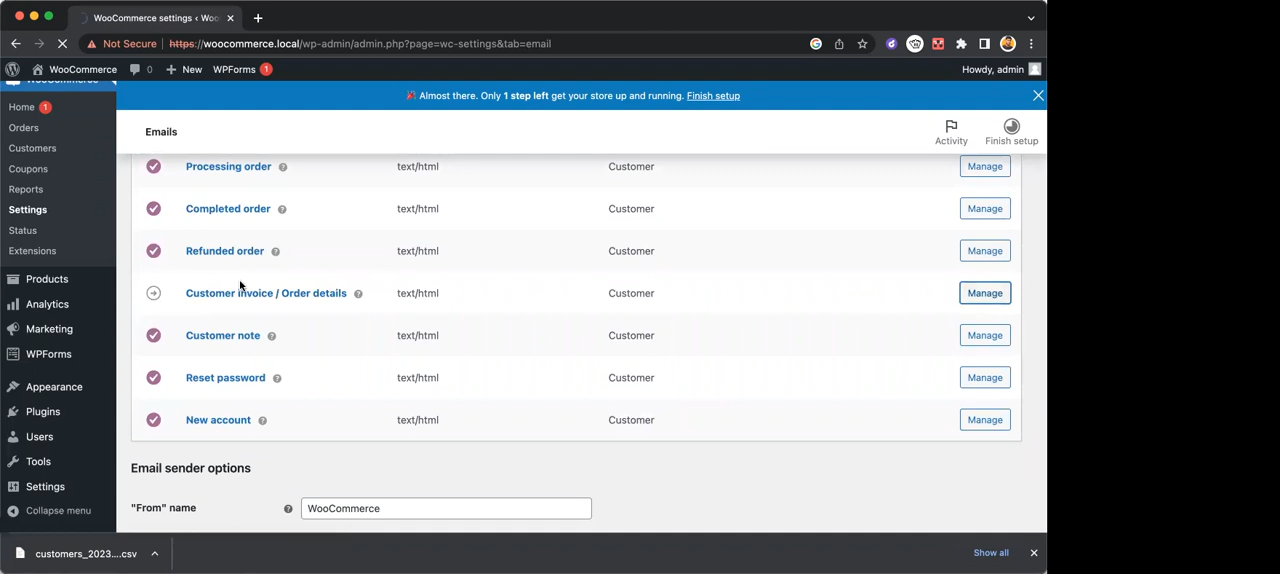 WooCommerce settings ‹ Woo
Not Secure https://woocommerce.local/wp-admin/admin.php?page=wc-settings&tab=email
WooCommerce 0 New WPForms 1 Howdy, admin
WooCommerce
Almost there. Only 1 step left get your store up and running. Finish setup
Home 1
Orders
Customers
Coupons
Reports
Settings
Status
Extensions
Products
Analytics
Marketing
WPForms
Appearance
Plugins
Users
Tools
Settings
Collapse menu
Emails
Activity
Finish setup
Processing order text/html Customer Manage
Completed order text/html Customer Manage
Refunded order text/html Customer Manage
Customer invoice / Order details text/html Customer Manage
Customer note text/html Customer Manage
Reset password text/html Customer Manage
New account text/html Customer Manage
Email sender options
"From" name WooCommerce
customers_2023....csv Show all